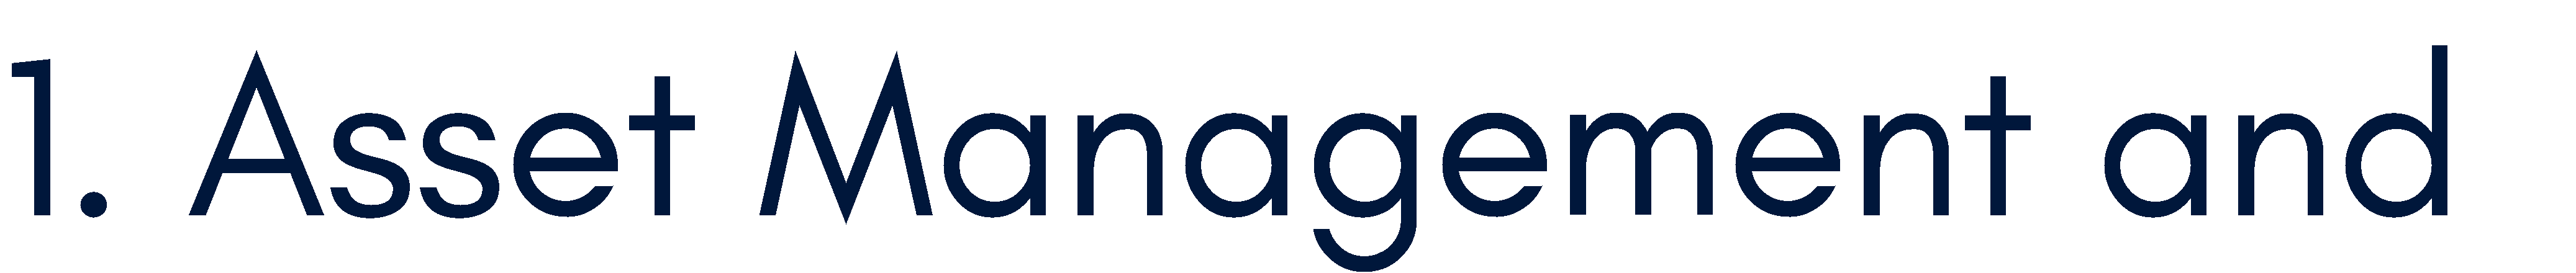 1. Asset Management and